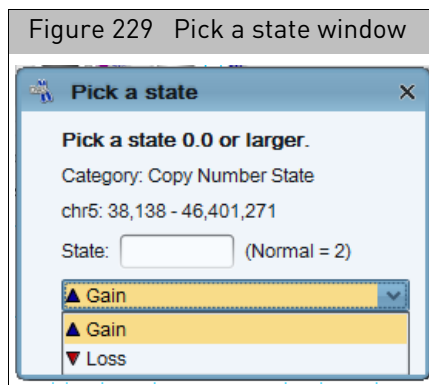 Figure 229 Pick a state window
Pick a state
Pick a state 0.0 or larger.
Category: Copy Number State
chr5: 38,138 - 46,401,271
State: (Normal = 2)
Gain
Gain
Loss